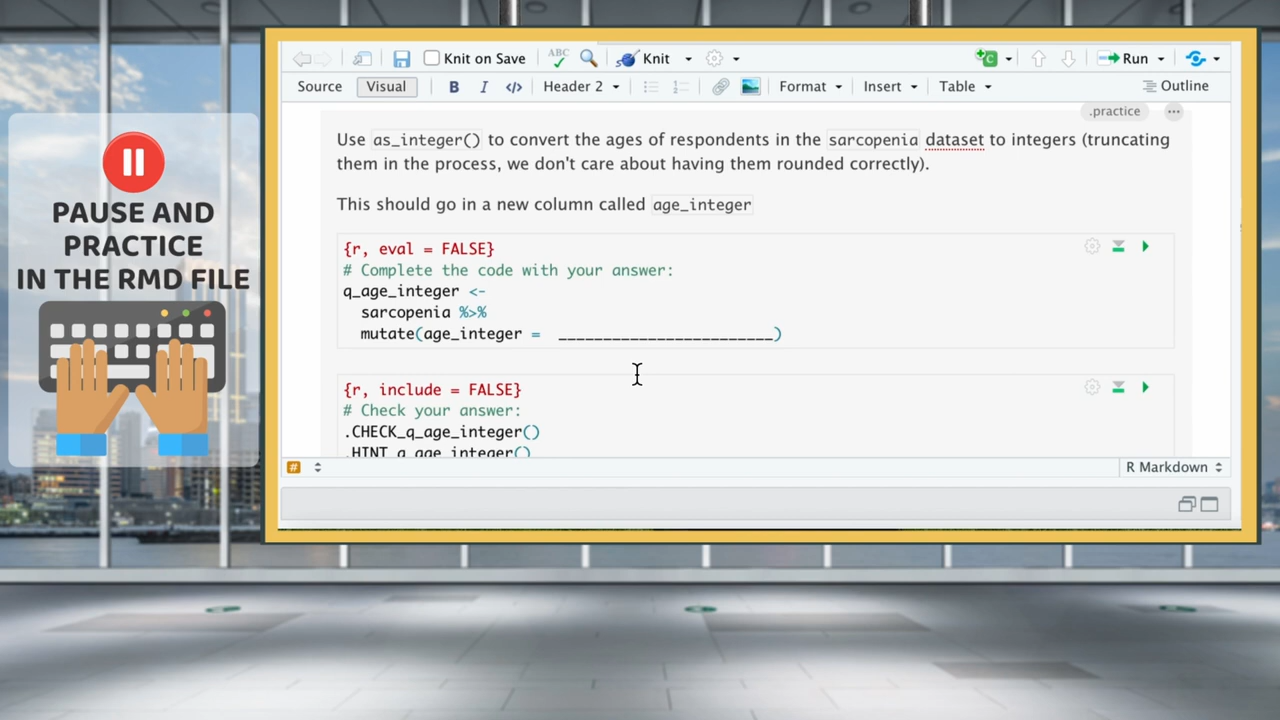 ABC
Knit on Save
Knit
C
Run
Source
Visual
B
I
</>
Header 2
Format
Insert
Table
Outline
.practice
Use as_integer() to convert the ages of respondents in the sarcopenia dataset to integers (truncating
them in the process, we don't care about having them rounded correctly).
This should go in a new column called age_integer
{r, eval = FALSE}
# Complete the code with your answer:
q_age_integer <-
sarcopenia %>%
mutate(age_integer = ________________________)
{r, include = FALSE}
# Check your answer:
.CHECK_q_age_integer()
.HINT_q_age_integer()
#
R Markdown
PAUSE AND
PRACTICE
IN THE RMD FILE